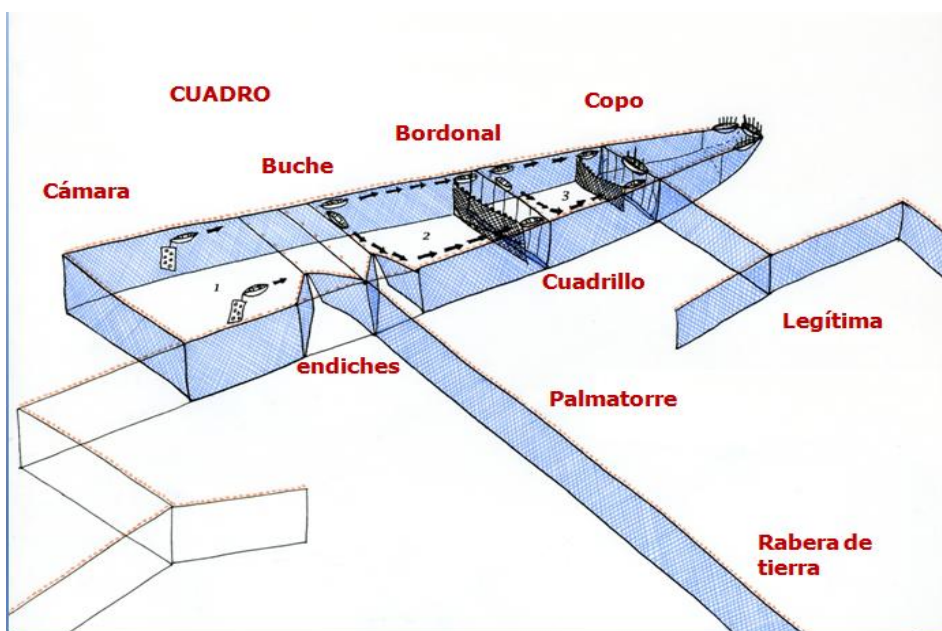 CUADRO
Copo
Bordonal
Buche
Cámara
3
2
1
Cuadrillo
Legítima
endiches
Palmatorre
Rabera de
tierra